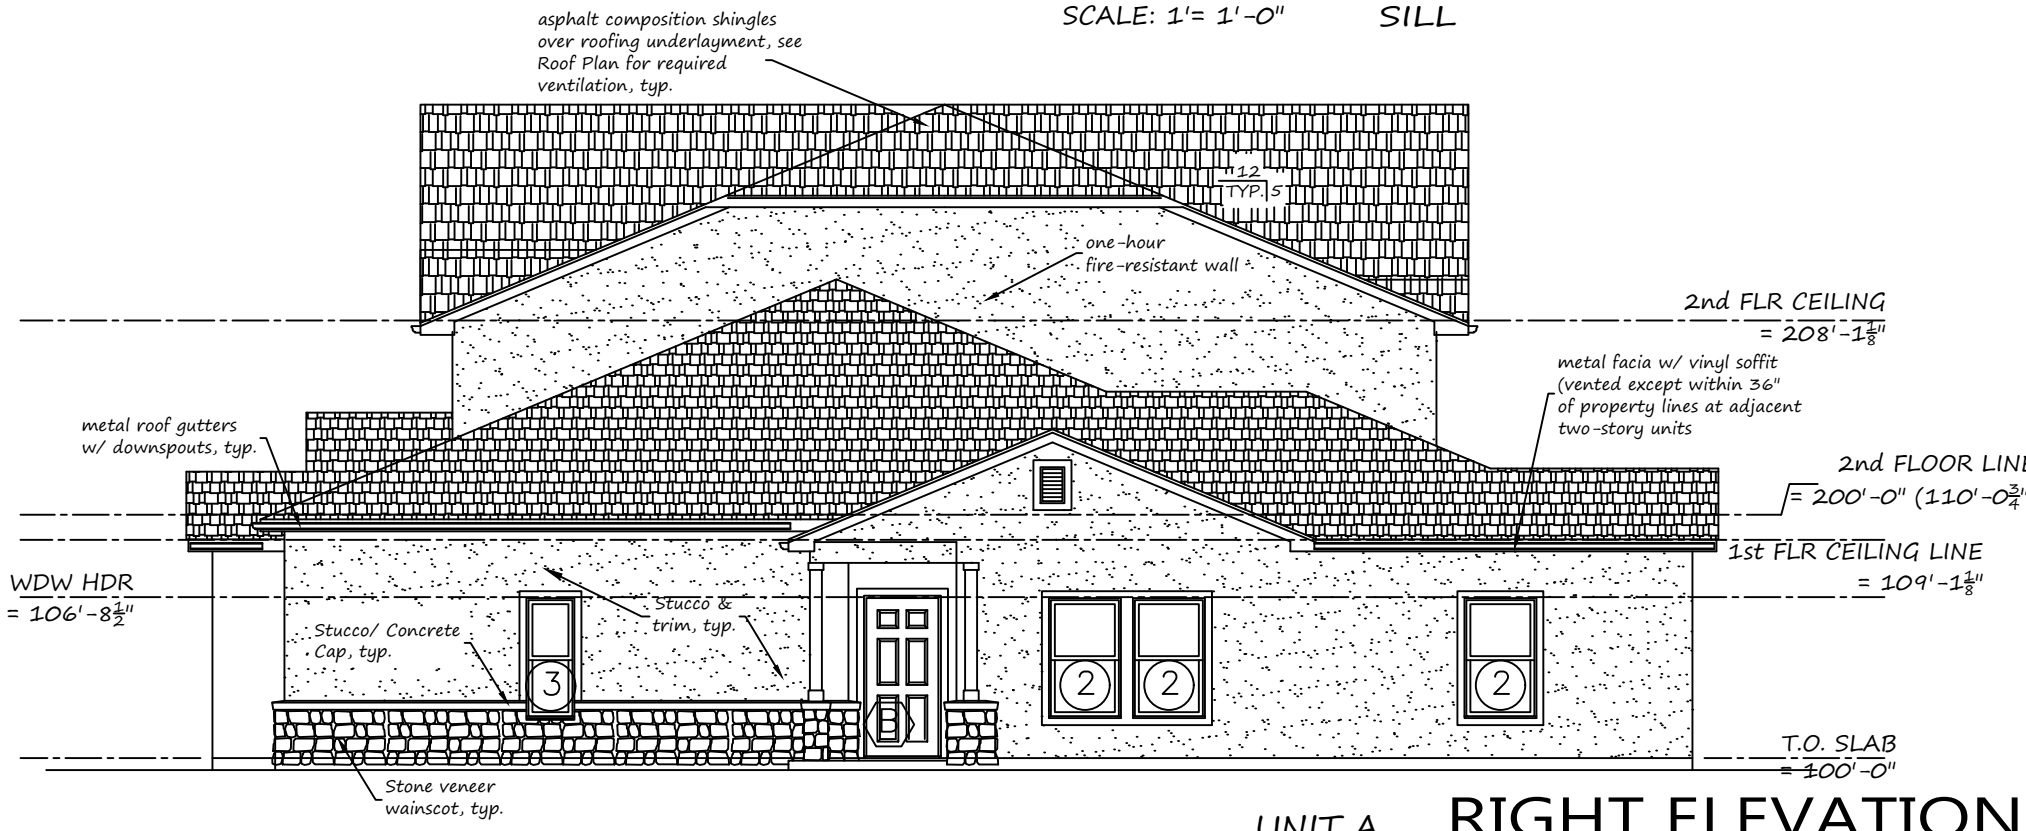 SCALE: 1'= 1'-0"
SILL
asphalt composition shingles
over roofing underlayment, see
Roof Plan for required
ventilation, typ.
12
TYP. 5
one-hour
fire-resistant wall
2nd FLR CEILING
= 208'-1⅛"
metal facia w/ vinyl soffit
(vented except within 36"
of property lines at adjacent
two-story units
metal roof gutters
w/ downspouts, typ.
2nd FLOOR LINE
= 200'-0" (110'-0¾"
1st FLR CEILING LINE
= 109'-1⅛"
WDW HDR
= 106'-8½"
Stucco &
trim, typ.
Stucco/ Concrete
Cap, typ.
3
2
2
2
B
T.O. SLAB
= 100'-0"
Stone veneer
wainscot, typ.
UNIT A
RIGHT ELEVATION